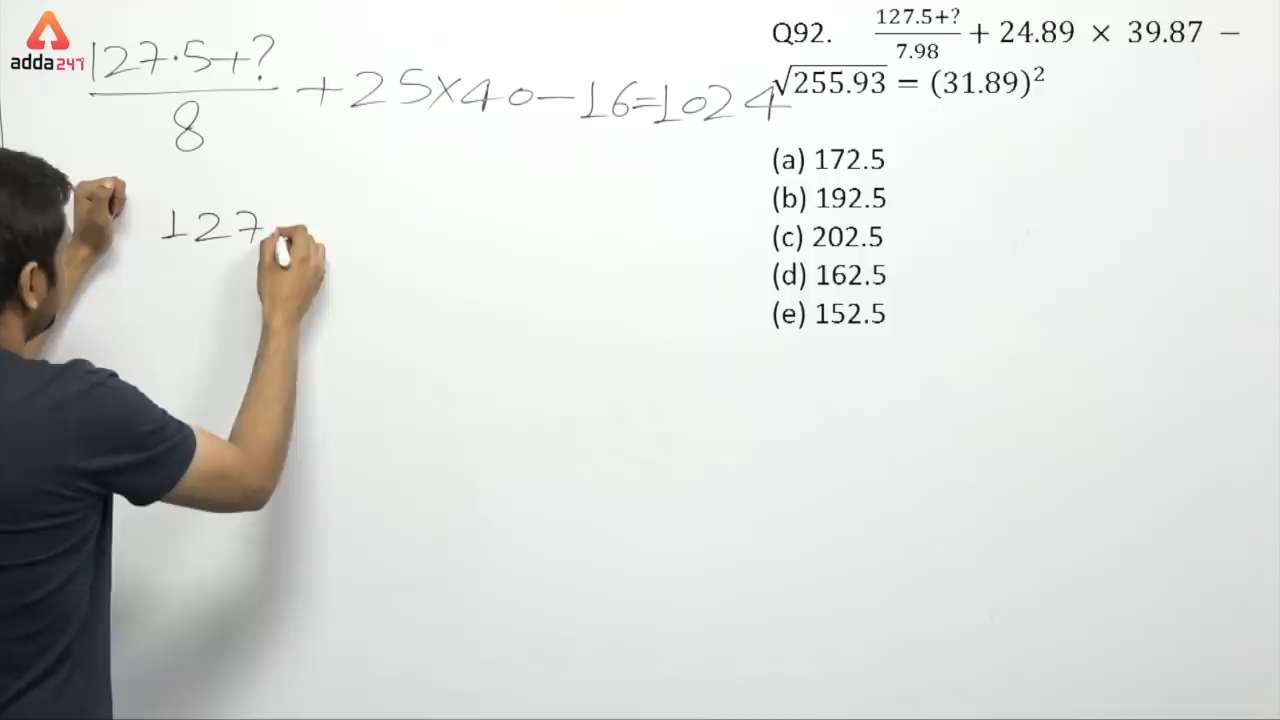 adda247
127.5+?
8
+25×40-16=1024
127
Q92. 127.5+?/7.98 + 24.89 × 39.87 −
√255.93 = (31.89)²
(a) 172.5
(b) 192.5
(c) 202.5
(d) 162.5
(e) 152.5